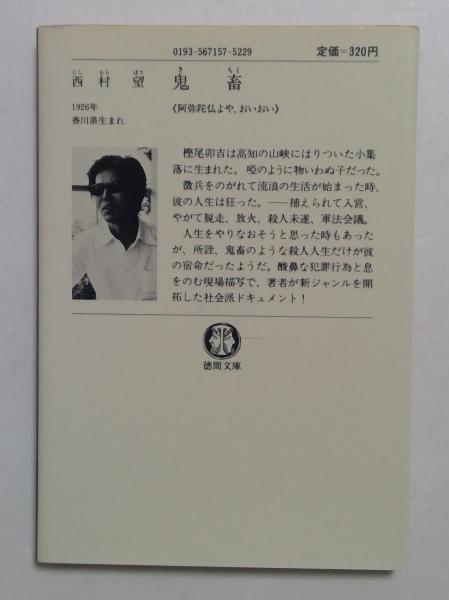 0193-567157-5229
定価=320円
にし むら ぼう き ちく
西村 望 鬼畜
1926年
香川県生まれ
《阿弥陀仏よや、おいおい》
樫尾卯吉は高知の山峡にはりついた小集
落に生まれた。啞のように物いわぬ子だった。
徴兵をのがれて流浪の生活が始まった時、
彼の人生は狂った。——捕えられて入営、
やがて脱走、放火、殺人未遂、軍法会議。
人生をやりなおそうと思った時もあった
が、所詮、鬼畜のような殺人人生だけが彼
の宿命だったようだ。酸鼻な犯罪行為と息
をのむ現場描写で、著者が新ジャンルを開
拓した社会派ドキュメント!
徳間文庫